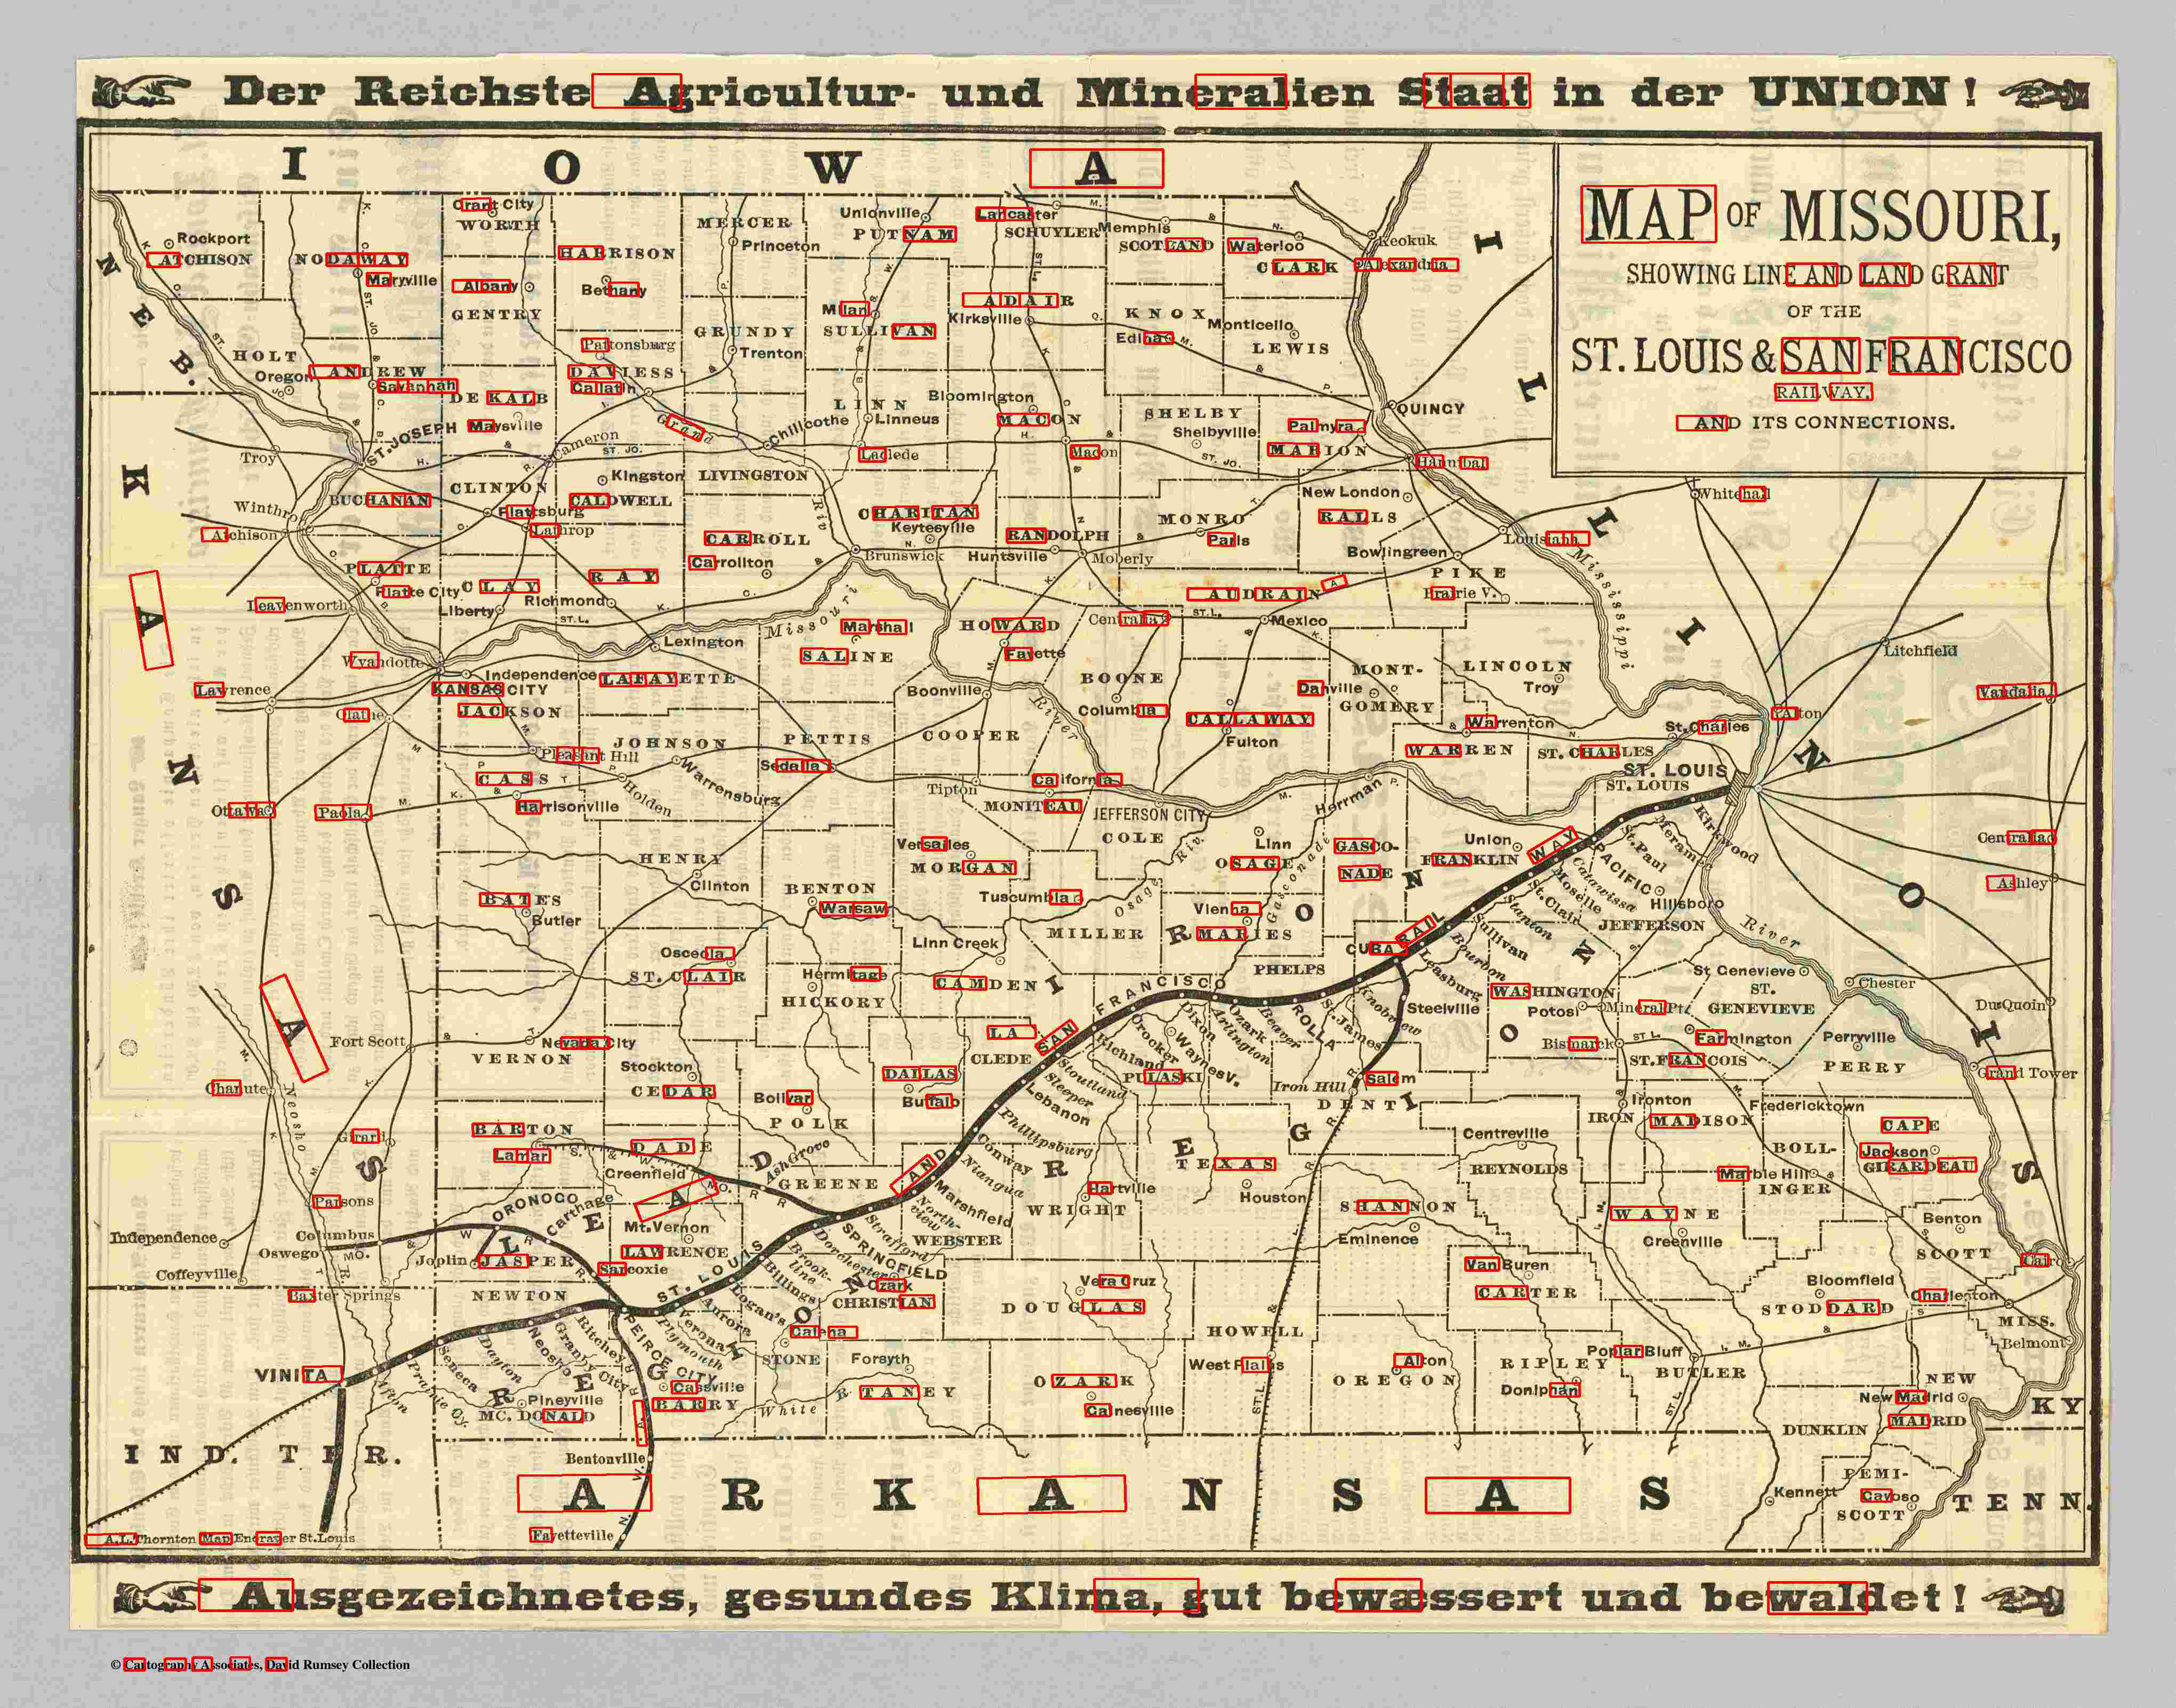 Der Reichste Agricultur- und Mineralien Staat in der UNION!
IOWA
MAP OF MISSOURI,
SHOWING LINE AND LAND GRANT
OF THE
ST. LOUIS & SAN FRANCISCO
RAILWAY,
AND ITS CONNECTIONS.
NEB.
KANSAS
ILLINOIS
Grant City
WORTH
MERCER
Princeton
Unionville
PUTNAM
Lancaster
SCHUYLER
Memphis
SCOTLAND
Waterloo
CLARK
Keokuk
Alexandria
Rockport
ATCHISON
NODAWAY
Maryville
HARRISON
Bethany
Albany
GENTRY
Milan
SULLIVAN
ADAIR
Kirksville
KNOX
Edina
Monticello
LEWIS
GRUNDY
Trenton
Pattonsburg
HOLT
Oregon
ANDREW
Savannah
DE KALB
Maysville
DAVIESS
Gallatin
Grand
LINN
Linneus
Bloomington
MACON
Macon
SHELBY
Shelbyville
Palmyra
MARION
QUINCY
Hannibal
Troy
ST. JOSEPH
Cameron
Chillicothe
Laclede
Kingston
LIVINGSTON
CLINTON
Plattsburg
CALDWELL
BUCHANAN
Winthrop
Atchison
Lathrop
CARROLL
Carrollton
CHARITAN
Keytesville
Brunswick
Huntsville
RANDOLPH
Moberly
MONRO
Paris
New London
RALLS
Bowlingreen
Louisiana
Mississippi
Whitehall
PIKE
Prairie V.
PLATTE
Platte City
CLAY
Liberty
RAY
Richmond
Leavenworth
Lexington
Missouri
Marshall
SALINE
HOWARD
Fayette
Centralia
AUDRAIN
Mexico
Wyandotte
Lawrence
Olathe
Independence
KANSAS CITY
JACKSON
LAFAYETTE
Boonville
BOONE
Columbia
River
CALLAWAY
Fulton
MONT-
GOMERY
Danville
LINCOLN
Troy
Warrenton
WARREN
St. Charles
ST. CHARLES
Litchfield
Vandalia
Alton
Pleasant Hill
JOHNSON
PETTIS
COOPER
Sedalia
Warrensburg
Holden
CASS
Harrisonville
Tipton
California
MONITEAU
JEFFERSON CITY
COLE
Herrman
ST. LOUIS
ST. LOUIS
Ottawa
Paola
HENRY
Clinton
Versailles
MORGAN
Linn
OSAGE
GASCO-
NADE
Union
FRANKLIN
Kirkwood
Meramec
St. Paul
PACIFIC
Catawissa
Moselle
St. Clair
Stanton
Sullivan
Bourbon
Leasburg
Hillsboro
JEFFERSON
River
Centralia
Ashley
BATES
Butler
BENTON
Warsaw
Tuscumbia
MILLER
Osage Riv.
Vienna
MARIES
Gasconade
CUBA
Osceola
ST. CLAIR
Hermitage
HICKORY
Linn Creek
CAMDEN
PHELPS
Steelville
WASHINGTON
Potosi
Mineral Pt.
St Genevieve
ST.
GENEVIEVE
Chester
DuQuoin
Fort Scott
Nevada City
VERNON
Stockton
CEDAR
LA
CLEDE
DALLAS
Buffalo
Bolivar
POLK
Richland
Crocker
Dixon
Waynesv.
Arlington
Ozark
Beaver
ROLLA
St. James
Knobview
PULASKI
Stoutland
Sleeper
Lebanon
Phillipsburg
Conway
Niangua
Marshfield
Northview
Strafford
Iron Hill
Salem
DENT
Bismarck
Farmington
ST. FRANCOIS
Perryville
PERRY
Grand Tower
Chanute
Neosho R.
Girard
BARTON
Lamar
DADE
Greenfield
Ash Grove
GREENE
Ironton
IRON
MADISON
Fredericktown
CAPE
GIRARDEAU
Jackson
BOLL-
INGER
Marble Hill
Centreville
REYNOLDS
TEXAS
Houston
Hartville
WRIGHT
SHANNON
Eminence
WAYNE
Greenville
Benton
SCOTT
Parsons
Independence
Columbus
Oswego
Coffeyville
Baxter Springs
ORONOGO
Carthage
Joplin
JASPER
Mt. Vernon
LAWRENCE
Sarcoxie
SPRINGFIELD
WEBSTER
Dorchester
Brookline
Billings
Logan's
Aurora
Verona
Plymouth
PEIRCE CITY
Ritchey
Granby City
Neosho
Dayton
Seneca
Prairie Cy.
Afton
VINITA
NEWTON
Ozark
CHRISTIAN
Galena
STONE
Forsyth
TANEY
White R.
Cassville
BARRY
Pineyville
MC. DONALD
Bentonville
Fayetteville
Vera Cruz
DOUGLAS
OZARK
Gainesville
HOWELL
West Plains
Van Buren
CARTER
Alton
OREGON
RIPLEY
Doniphan
Poplar Bluff
BUTLER
Bloomfield
STODDARD
Charleston
MISS.
Belmont
Cairo
NEW
New Madrid
MADRID
DUNKLIN
PEMI-
SCOTT
Gayoso
Kennett
KY
TENN.
ST. LOUIS AND SAN FRANCISCO RAILWAY
IND. TER.
ARKANSAS
A.L. Thornton Map Engraver St. Louis
Ausgezeichnetes, gesundes Klima, gut bewæssert und bewaldet!
© Cartography Associates, David Rumsey Collection